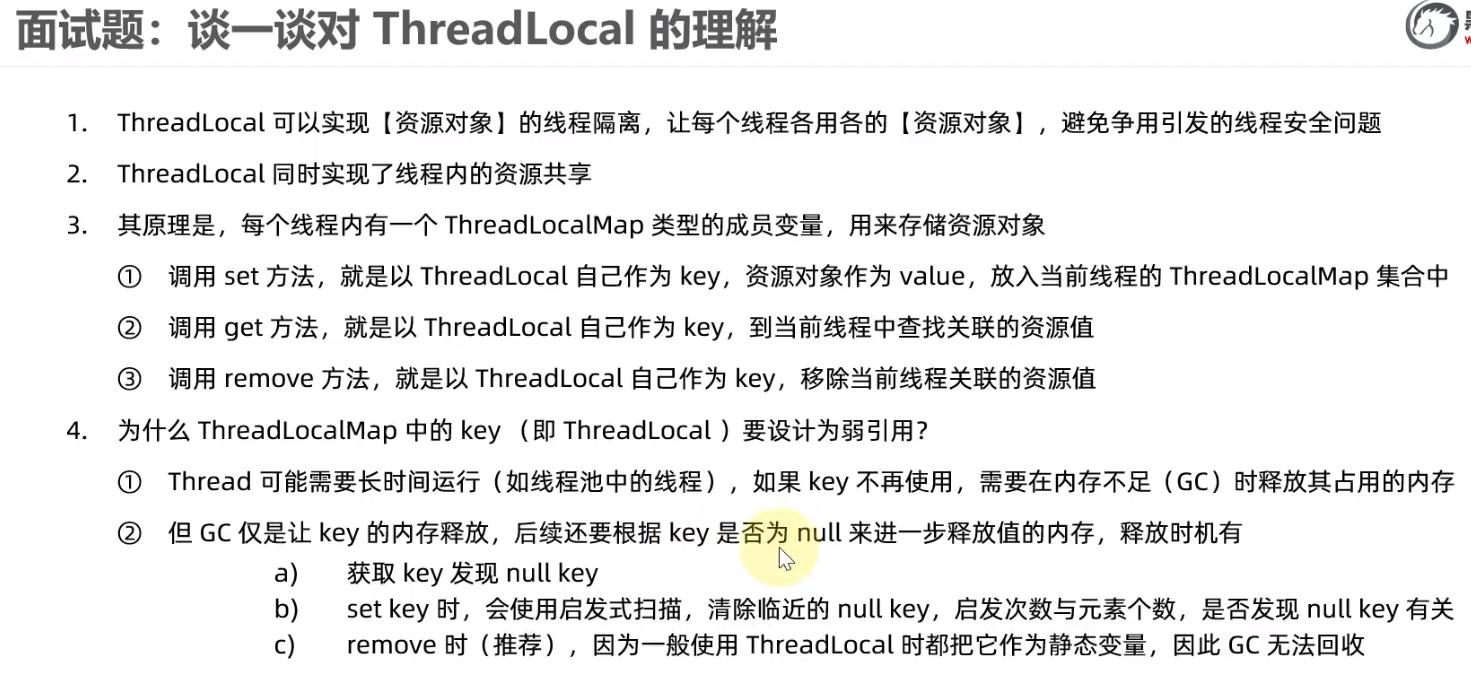 面试题：谈一谈对 ThreadLocal 的理解
1. ThreadLocal 可以实现【资源对象】的线程隔离，让每个线程各用各的【资源对象】，避免争用引发的线程安全问题
2. ThreadLocal 同时实现了线程内的资源共享
3. 其原理是，每个线程内有一个 ThreadLocalMap 类型的成员变量，用来存储资源对象
① 调用 set 方法，就是以 ThreadLocal 自己作为 key，资源对象作为 value，放入当前线程的 ThreadLocalMap 集合中
② 调用 get 方法，就是以 ThreadLocal 自己作为 key，到当前线程中查找关联的资源值
③ 调用 remove 方法，就是以 ThreadLocal 自己作为 key，移除当前线程关联的资源值
4. 为什么 ThreadLocalMap 中的 key （即 ThreadLocal ）要设计为弱引用？
① Thread 可能需要长时间运行（如线程池中的线程），如果 key 不再使用，需要在内存不足（GC）时释放其占用的内存
② 但 GC 仅是让 key 的内存释放，后续还要根据 key 是否为 null 来进一步释放值的内存，释放时机有
a) 获取 key 发现 null key
b) set key 时，会使用启发式扫描，清除临近的 null key，启发次数与元素个数，是否发现 null key 有关
c) remove 时（推荐），因为一般使用 ThreadLocal 时都把它作为静态变量，因此 GC 无法回收